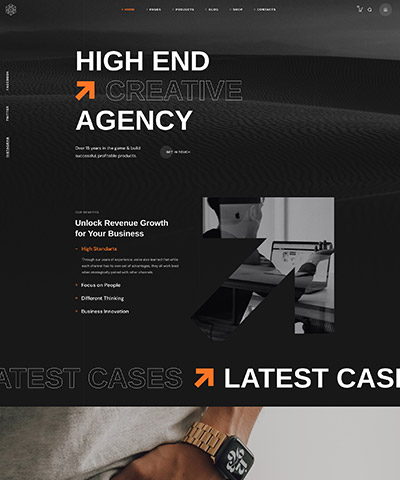 HOME PAGES PRODUCTS BLOG SHOP CONTACTS
FACEBOOK
TWITTER
INSTAGRAM
HIGH END
CREATIVE
AGENCY
Over 15 years in the game & build
successful, profitable products.
GET IN TOUCH
OUR BENEFITS
Unlock Revenue Growth
for Your Business
High Standarts
Through our years of experience, we've also learned that while
each channel has its own set of advantages, they all work best
when strategically paired with other channels.
Focus on People
Different Thinking
Business Innovation
ATEST CASES LATEST CASE